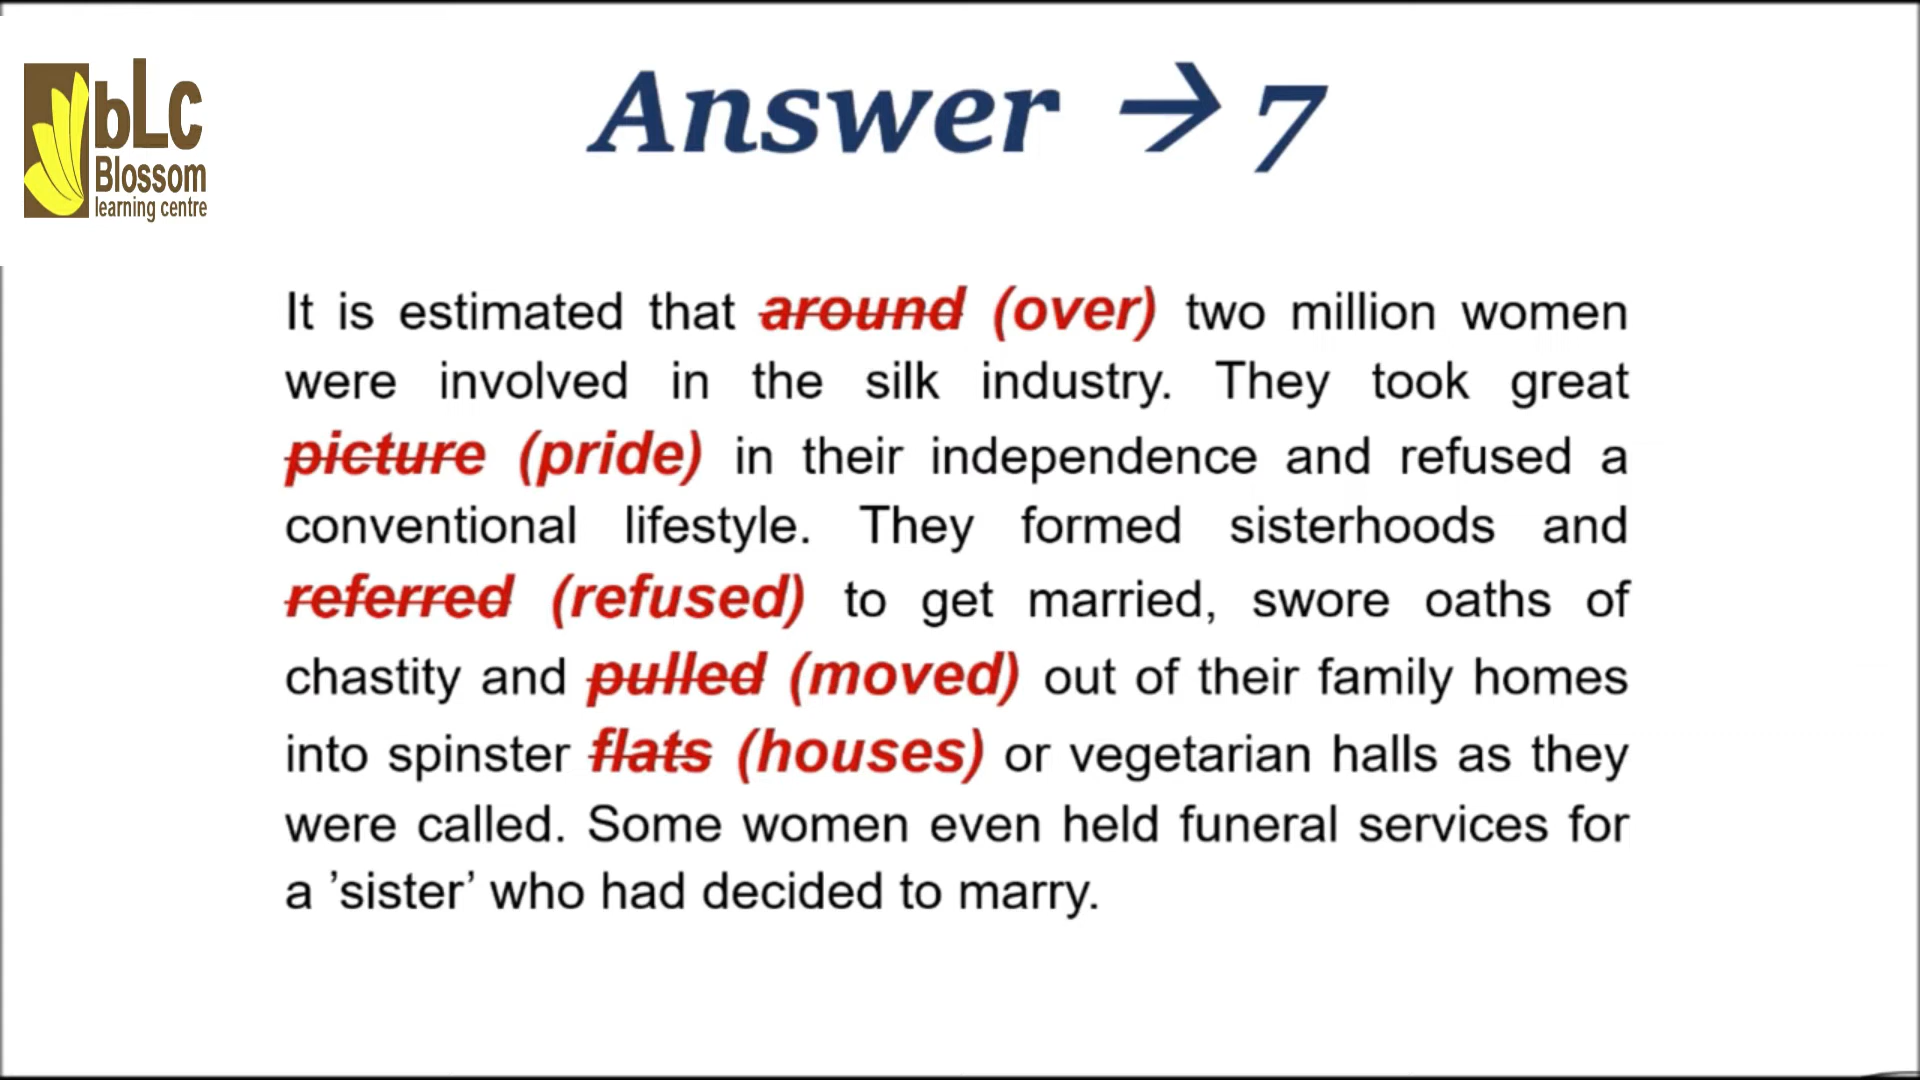 bLc
Blossom
learning centre
Answer → 7
It is estimated that around (over) two million women
were involved in the silk industry. They took great
picture (pride) in their independence and refused a
conventional lifestyle. They formed sisterhoods and
referred (refused) to get married, swore oaths of
chastity and pulled (moved) out of their family homes
into spinster flats (houses) or vegetarian halls as they
were called. Some women even held funeral services for
a ’sister’ who had decided to marry.